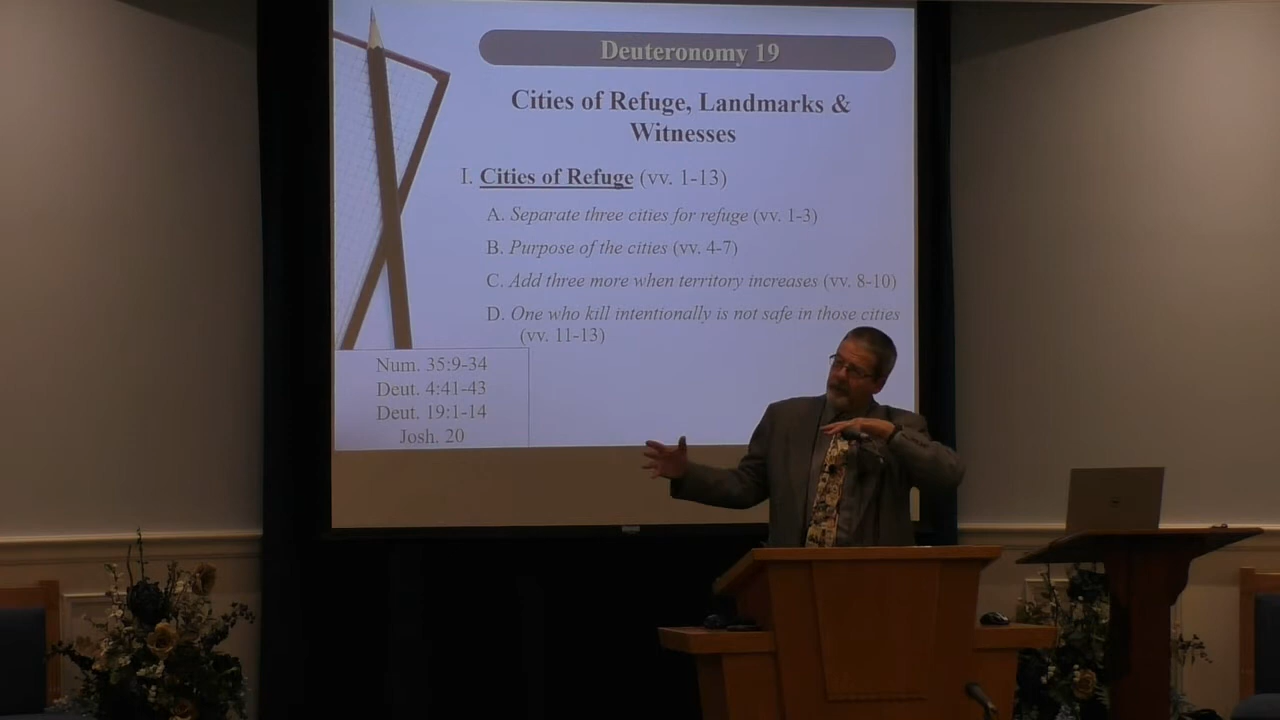 Deuteronomy 19
Cities of Refuge, Landmarks &
Witnesses
I. Cities of Refuge (vv. 1-13)
A. Separate three cities for refuge (vv. 1-3)
B. Purpose of the cities (vv. 4-7)
C. Add three more when territory increases (vv. 8-10)
D. One who kill intentionally is not safe in those cities
(vv. 11-13)
Num. 35:9-34
Deut. 4:41-43
Deut. 19:1-14
Josh. 20